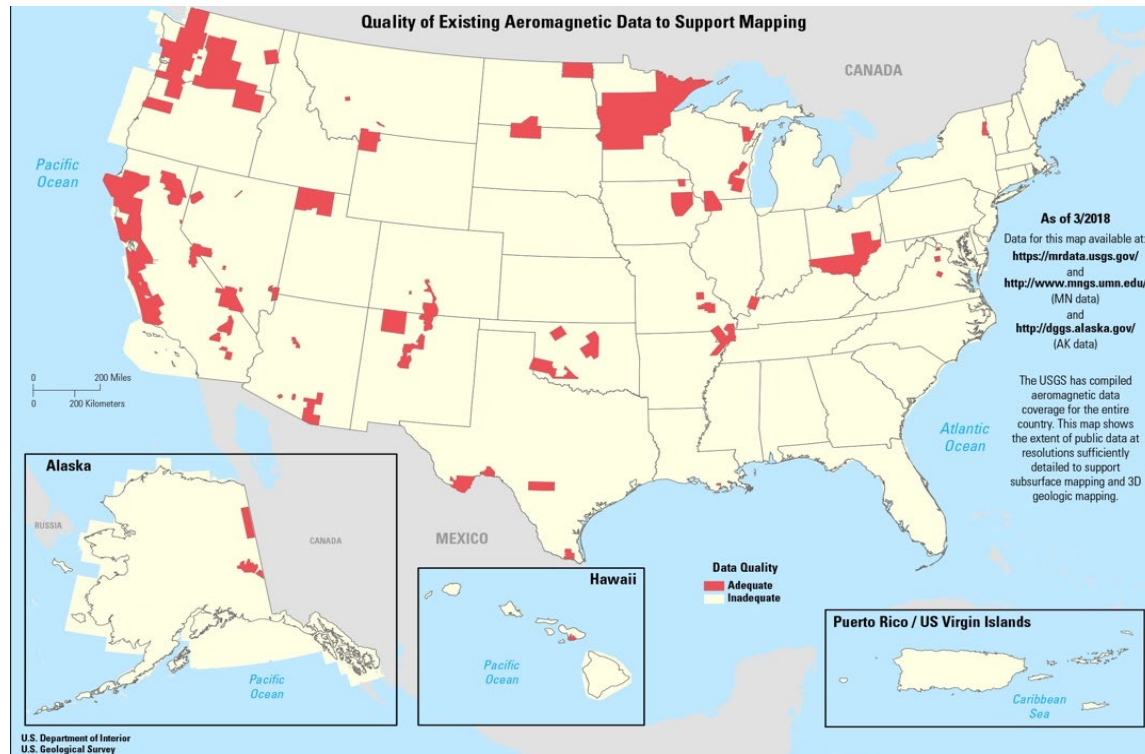 Quality of Existing Aeromagnetic Data to Support Mapping
CANADA
Pacific
Ocean
As of 3/2018
Data for this map available at:
https://mrdata.usgs.gov/
and
http://www.mngs.umn.edu/
(MN data)
and
http://dggs.alaska.gov/
(AK data)
0 200 Miles
0 200 Kilometers
The USGS has compiled
aeromagnetic data
coverage for the entire
country. This map shows
the extent of public data at
resolutions sufficiently
detailed to support
subsurface mapping and 3D
geologic mapping.
Atlantic
Ocean
Alaska
RUSSIA
CANADA
Pacific
Ocean
MEXICO
Data Quality
Adequate
Inadequate
Hawaii
Pacific
Ocean
Puerto Rico / US Virgin Islands
Caribbean
Sea
U.S. Department of Interior
U.S. Geological Survey